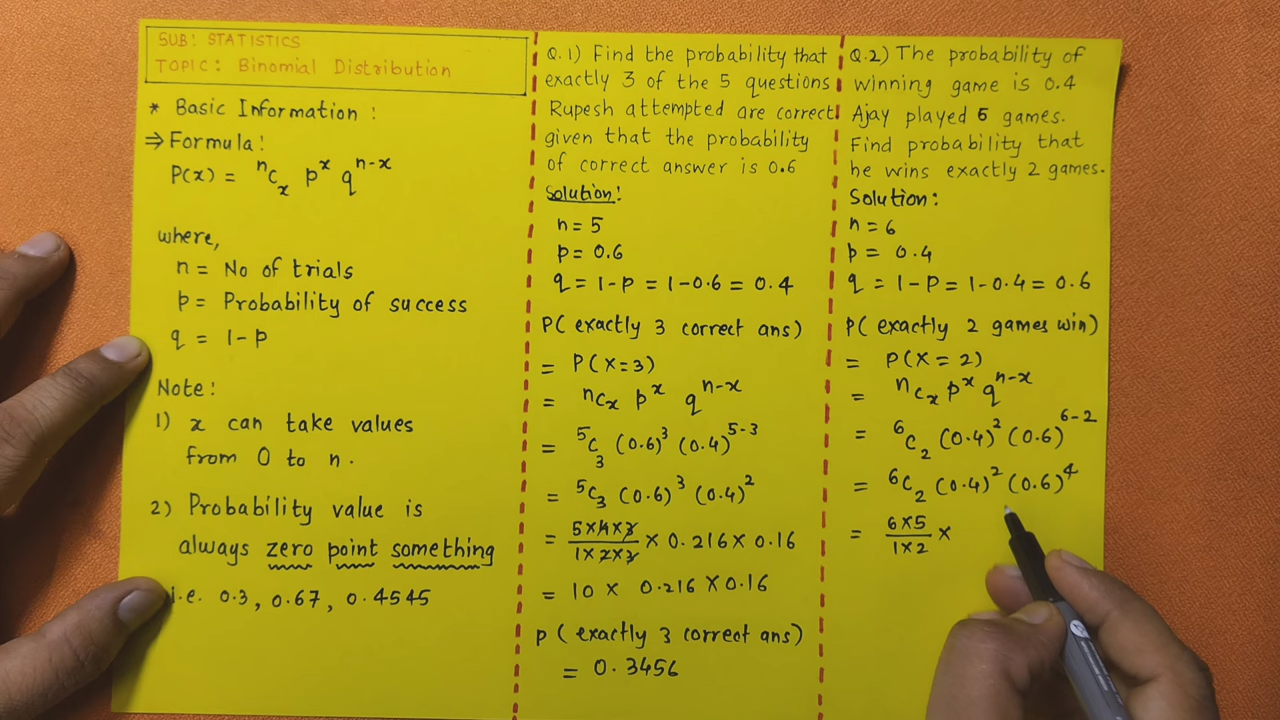 SUB: STATISTICS
TOPIC: Binomial Distribution
* Basic Information :
⇒ Formula:
P(x) = ⁿCₓ pˣ qⁿ⁻ˣ
where,
n = No of trials
p = Probability of success
q = 1-p
Note:
1) x can take values
from 0 to n.
2) Probability value is
always zero point something
i.e. 0.3, 0.67, 0.4545
Q.1) Find the probability that
exactly 3 of the 5 questions
Rupesh attempted are correct
given that the probability
of correct answer is 0.6
Solution:
n = 5
p = 0.6
q = 1-p = 1-0.6 = 0.4
P( exactly 3 correct ans)
= P(X=3)
= ⁿCₓ pˣ qⁿ⁻ˣ
= ⁵C₃ (0.6)³ (0.4)⁵⁻³
= ⁵C₃ (0.6)³ (0.4)²
= 5×4×3/1×2×3 × 0.216 × 0.16
= 10 × 0.216 × 0.16
P ( exactly 3 correct ans)
= 0.3456
Q.2) The probability of
winning game is 0.4
Ajay played 6 games.
Find probability that
he wins exactly 2 games.
Solution:
n = 6
p = 0.4
q = 1-p = 1-0.4 = 0.6
P( exactly 2 games win)
= P(X = 2)
= ⁿCₓ pˣ qⁿ⁻ˣ
= ⁶C₂ (0.4)² (0.6)⁶⁻²
= ⁶C₂ (0.4)² (0.6)⁴
= 6×5/1×2 ×